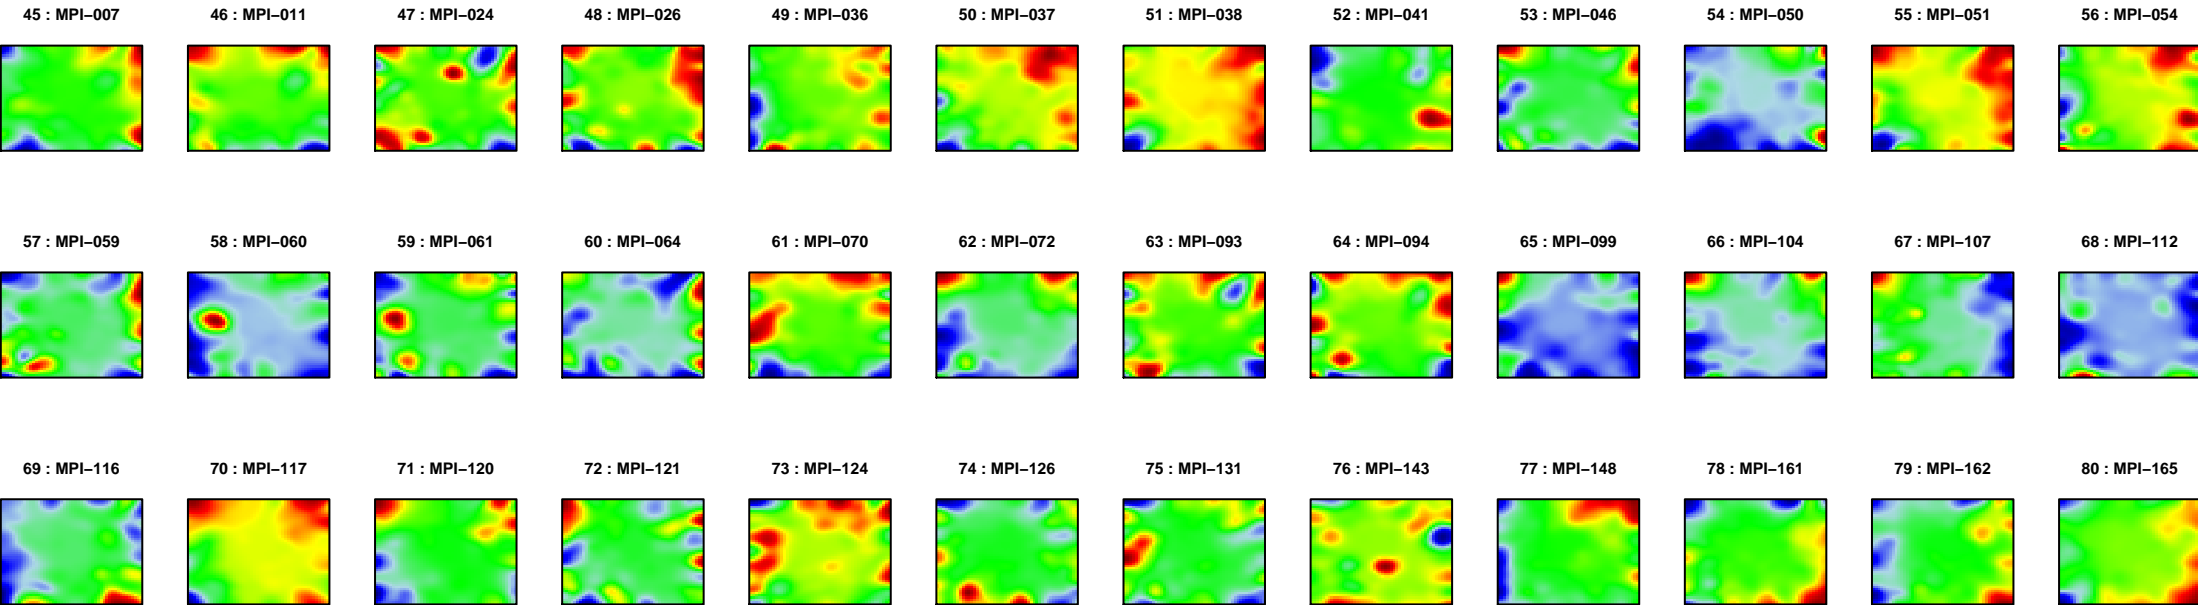 45 : MPI−007 46 : MPI−011 47 : MPI−024 48 : MPI−026 49 : MPI−036 50 : MPI−037 51 : MPI−038 52 : MPI−041 53 : MPI−046 54 : MPI−050 55 : MPI−051 56 : MPI−054
57 : MPI−059 58 : MPI−060 59 : MPI−061 60 : MPI−064 61 : MPI−070 62 : MPI−072 63 : MPI−093 64 : MPI−094 65 : MPI−099 66 : MPI−104 67 : MPI−107 68 : MPI−112
69 : MPI−116 70 : MPI−117 71 : MPI−120 72 : MPI−121 73 : MPI−124 74 : MPI−126 75 : MPI−131 76 : MPI−143 77 : MPI−148 78 : MPI−161 79 : MPI−162 80 : MPI−165